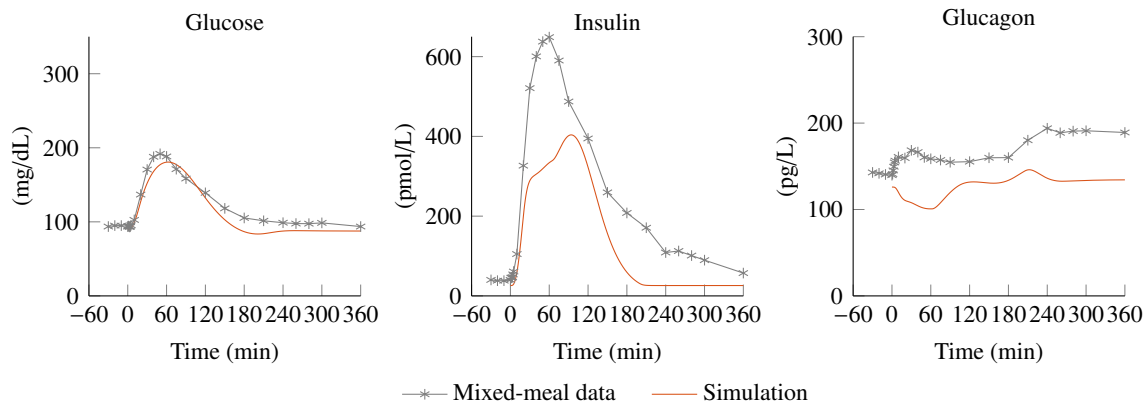 Glucose
300
200
100
0
(mg/dL)
−60 0 60 120 180 240 300 360
Time (min)
Insulin
600
400
200
0
(pmol/L)
−60 0 60 120 180 240 300 360
Time (min)
Glucagon
300
200
100
0
(pg/L)
−60 0 60 120 180 240 300 360
Time (min)
Mixed-meal data Simulation